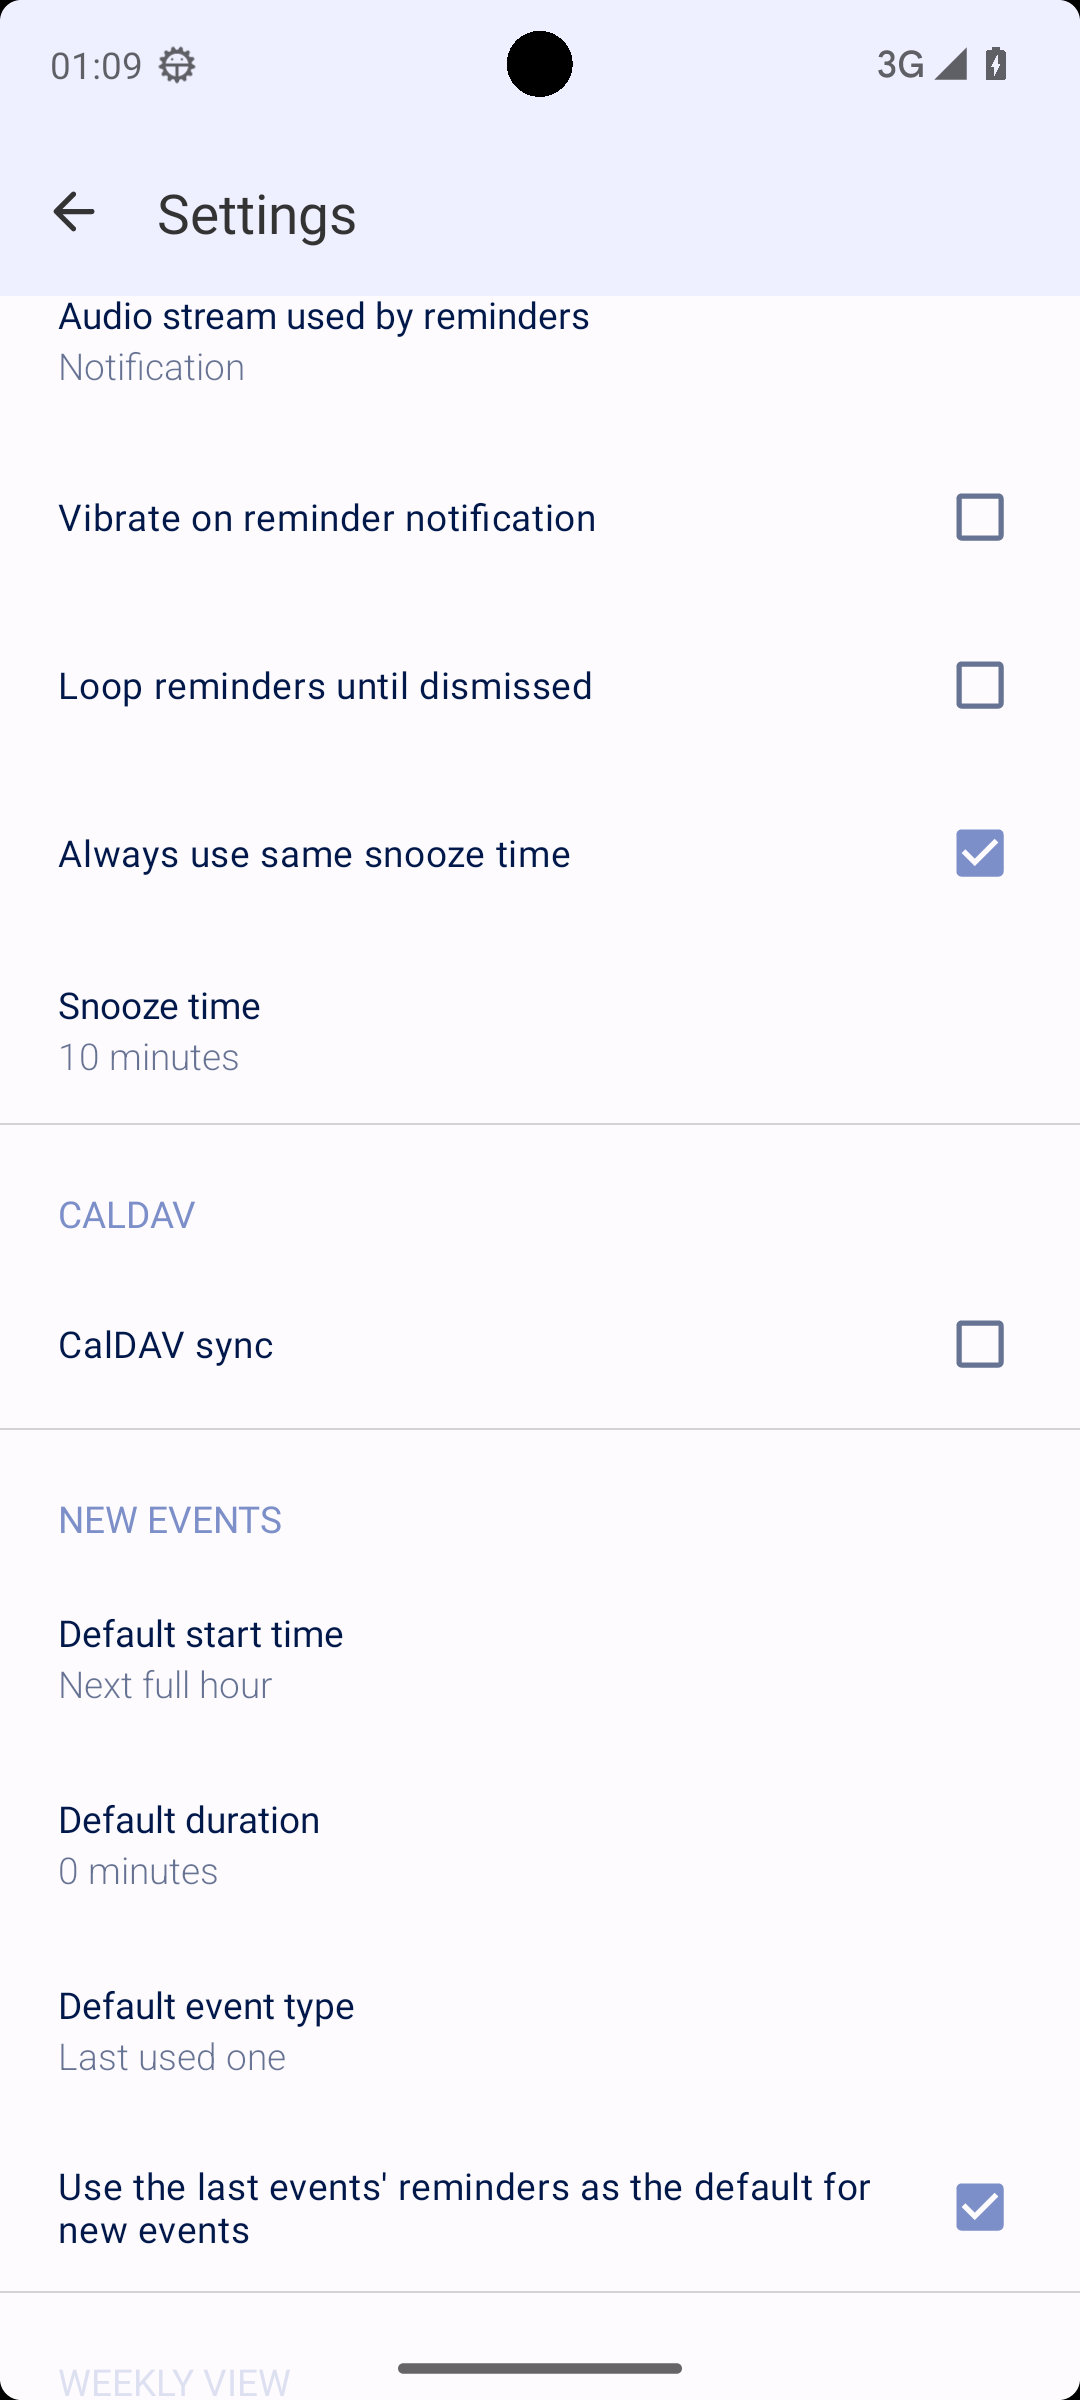 01:09
3G
Settings
Audio stream used by reminders
Notification
Vibrate on reminder notification
Loop reminders until dismissed
Always use same snooze time
Snooze time
10 minutes
CALDAV
CalDAV sync
NEW EVENTS
Default start time
Next full hour
Default duration
0 minutes
Default event type
Last used one
Use the last events' reminders as the default for
new events
WEEKLY VIEW